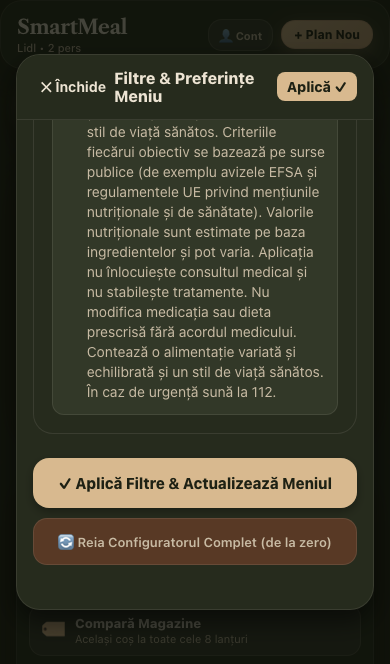 SmartMeal
Lidl • 2 pers
Cont
+ Plan Nou
✕ Închide
Filtre & Preferințe
Meniu
Aplică ✓
stil de viață sănătos. Criteriile
fiecărui obiectiv se bazează pe surse
publice (de exemplu avizele EFSA și
regulamentele UE privind mențiunile
nutriționale și de sănătate). Valorile
nutriționale sunt estimate pe baza
ingredientelor și pot varia. Aplicația
nu înlocuiește consultul medical și
nu stabilește tratamente. Nu
modifica medicația sau dieta
prescrisă fără acordul medicului.
Contează o alimentație variată și
echilibrată și un stil de viață sănătos.
În caz de urgență sună la 112.
✓ Aplică Filtre & Actualizează Meniul
Reia Configuratorul Complet (de la zero)
Compară Magazine
Același coș la toate cele 8 lanțuri